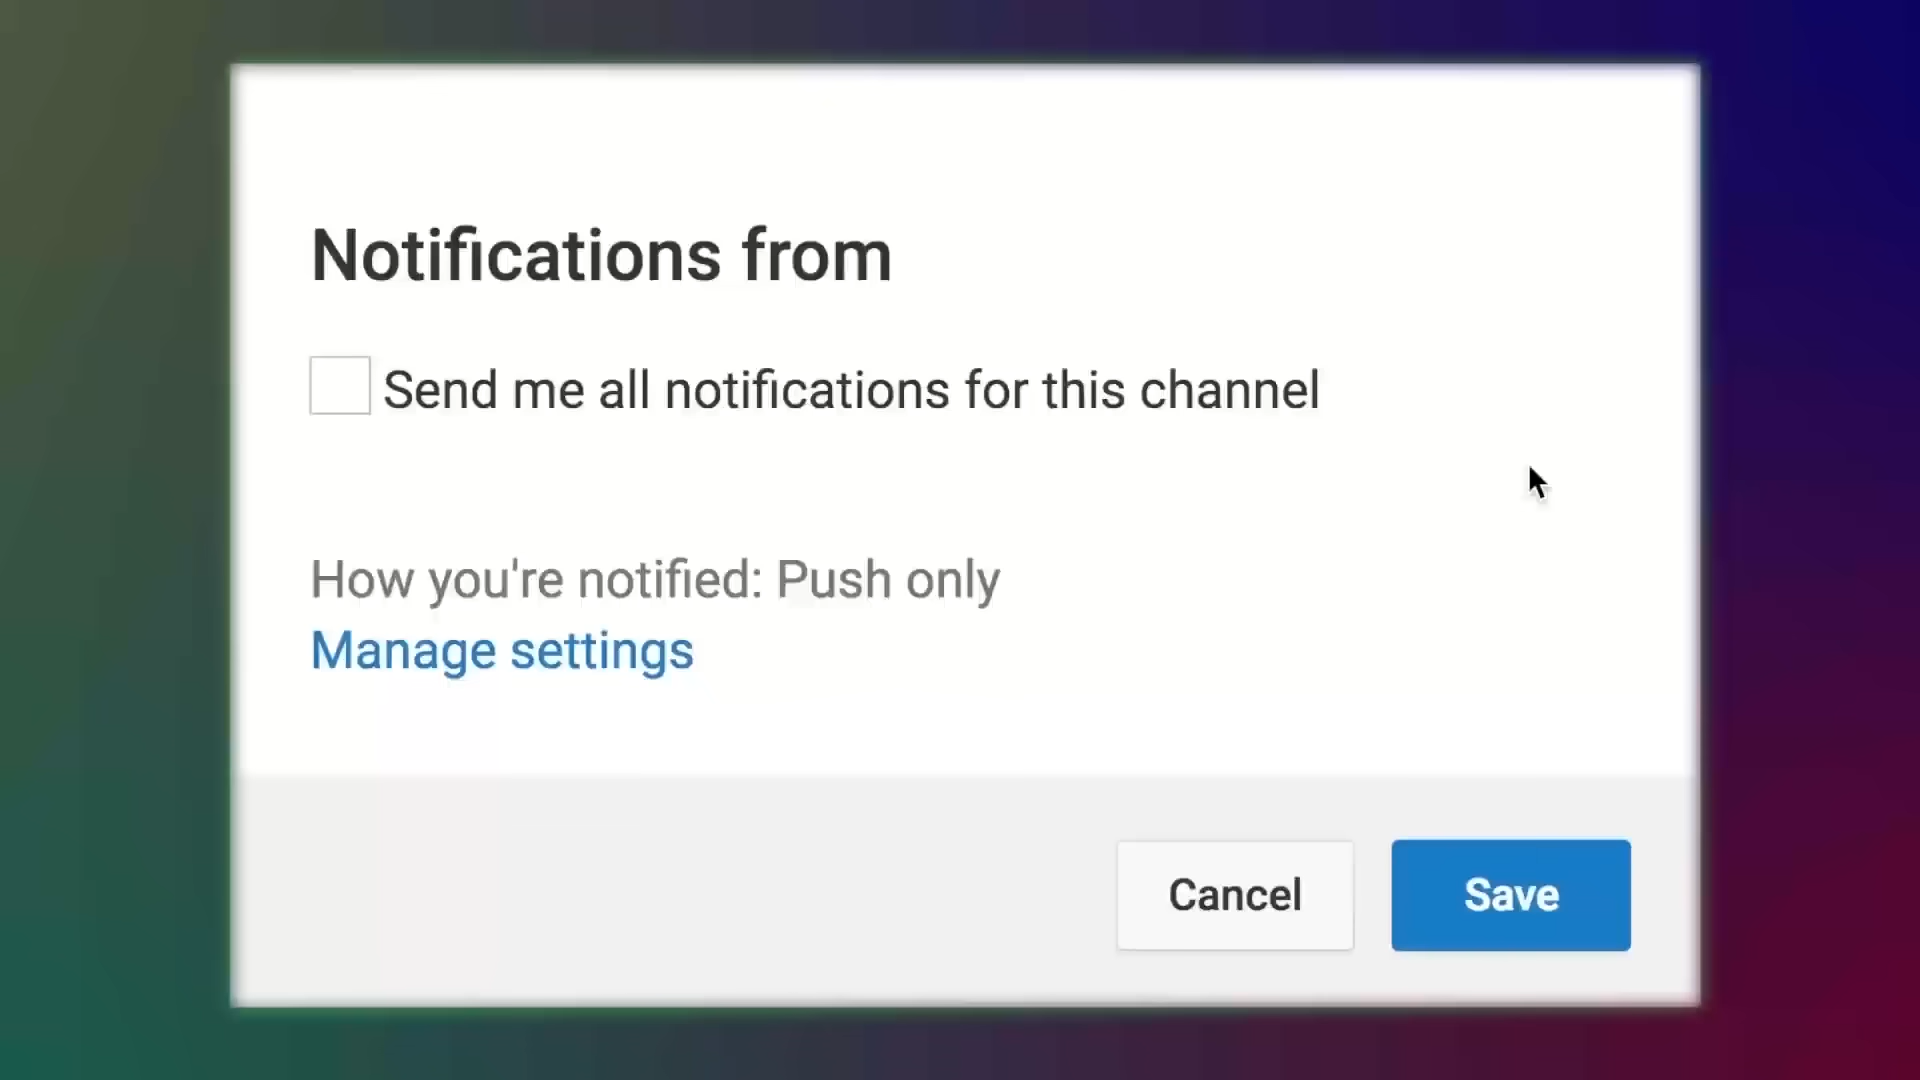 Notifications from
Send me all notifications for this channel
How you're notified: Push only
Manage settings
Cancel
Save